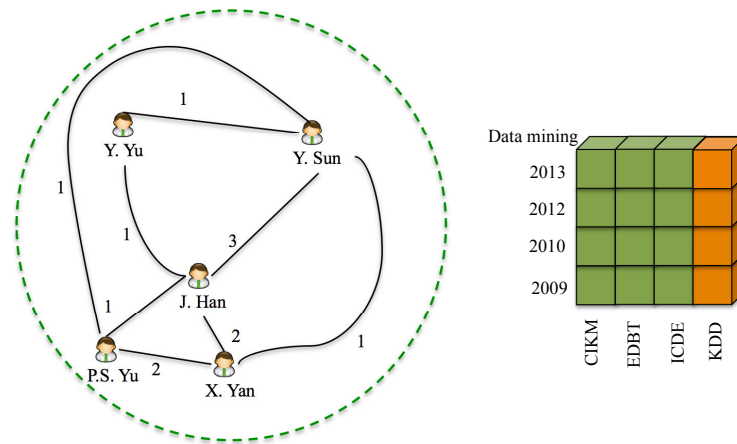 1
Y. Yu
Y. Sun
1
1
3
J. Han
1
2
1
P.S. Yu
2
X. Yan
Data mining
2013
2012
2010
2009
CIKM
EDBT
ICDE
KDD